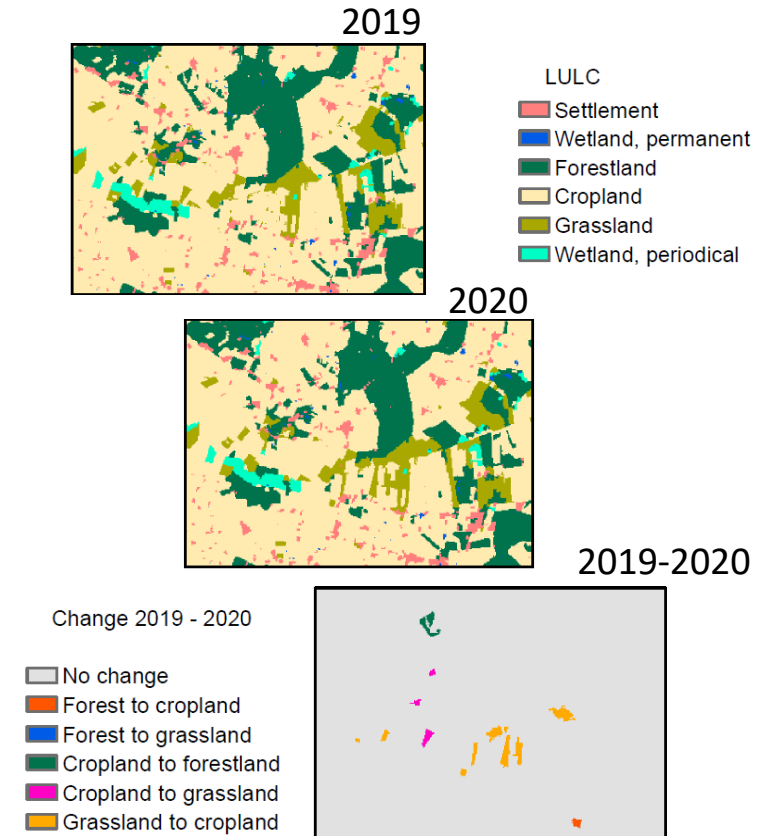 2019
LULC
Settlement
Wetland, permanent
Forestland
Cropland
Grassland
Wetland, periodical
2020
2019-2020
Change 2019 - 2020
No change
Forest to cropland
Forest to grassland
Cropland to forestland
Cropland to grassland
Grassland to cropland